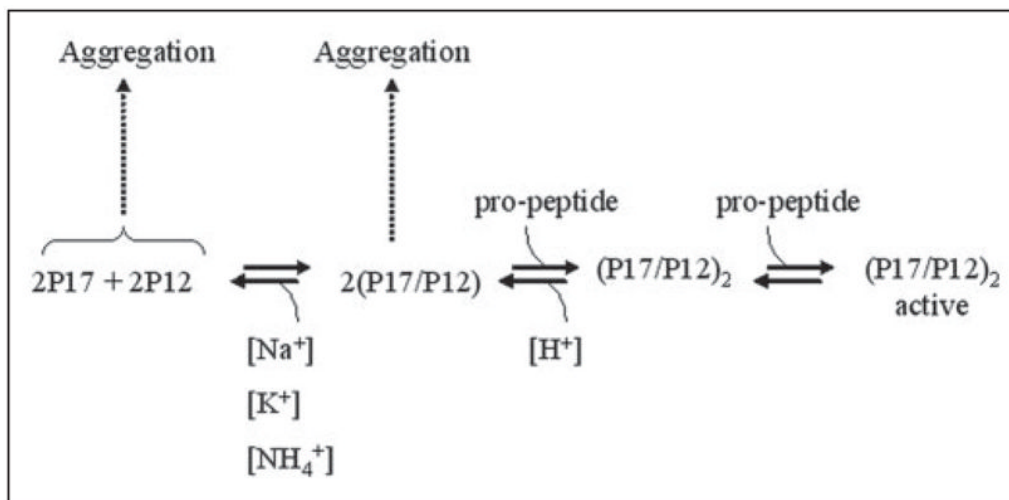 Aggregation Aggregation
pro-peptide pro-peptide
2P17 + 2P12 2(P17/P12) (P17/P12)₂ (P17/P12)₂
active
[Na⁺] [H⁺]
[K⁺]
[NH₄⁺]